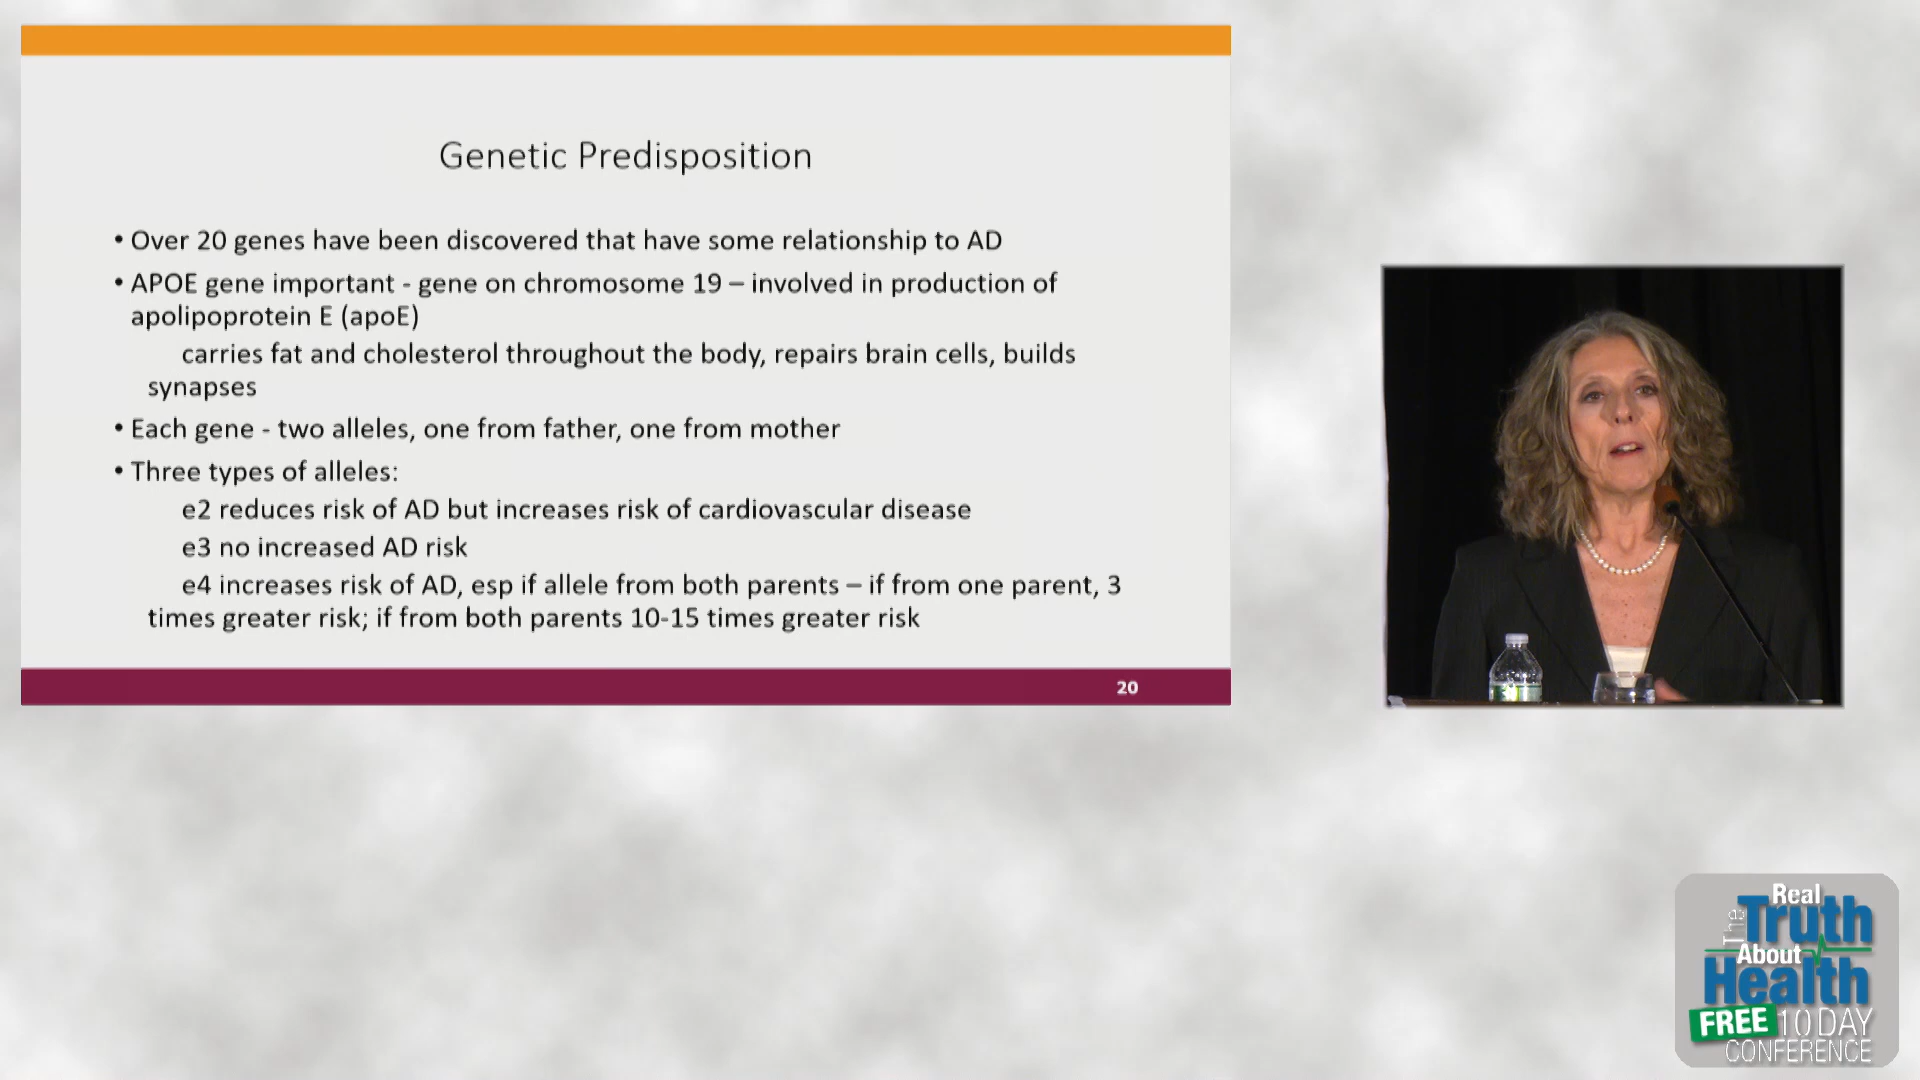 Genetic Predisposition
• Over 20 genes have been discovered that have some relationship to AD
• APOE gene important - gene on chromosome 19 – involved in production of
apolipoprotein E (apoE)
carries fat and cholesterol throughout the body, repairs brain cells, builds
synapses
• Each gene - two alleles, one from father, one from mother
• Three types of alleles:
e2 reduces risk of AD but increases risk of cardiovascular disease
e3 no increased AD risk
e4 increases risk of AD, esp if allele from both parents – if from one parent, 3
times greater risk; if from both parents 10-15 times greater risk
20
The Real
Truth
About
Health
FREE 10 DAY
CONFERENCE